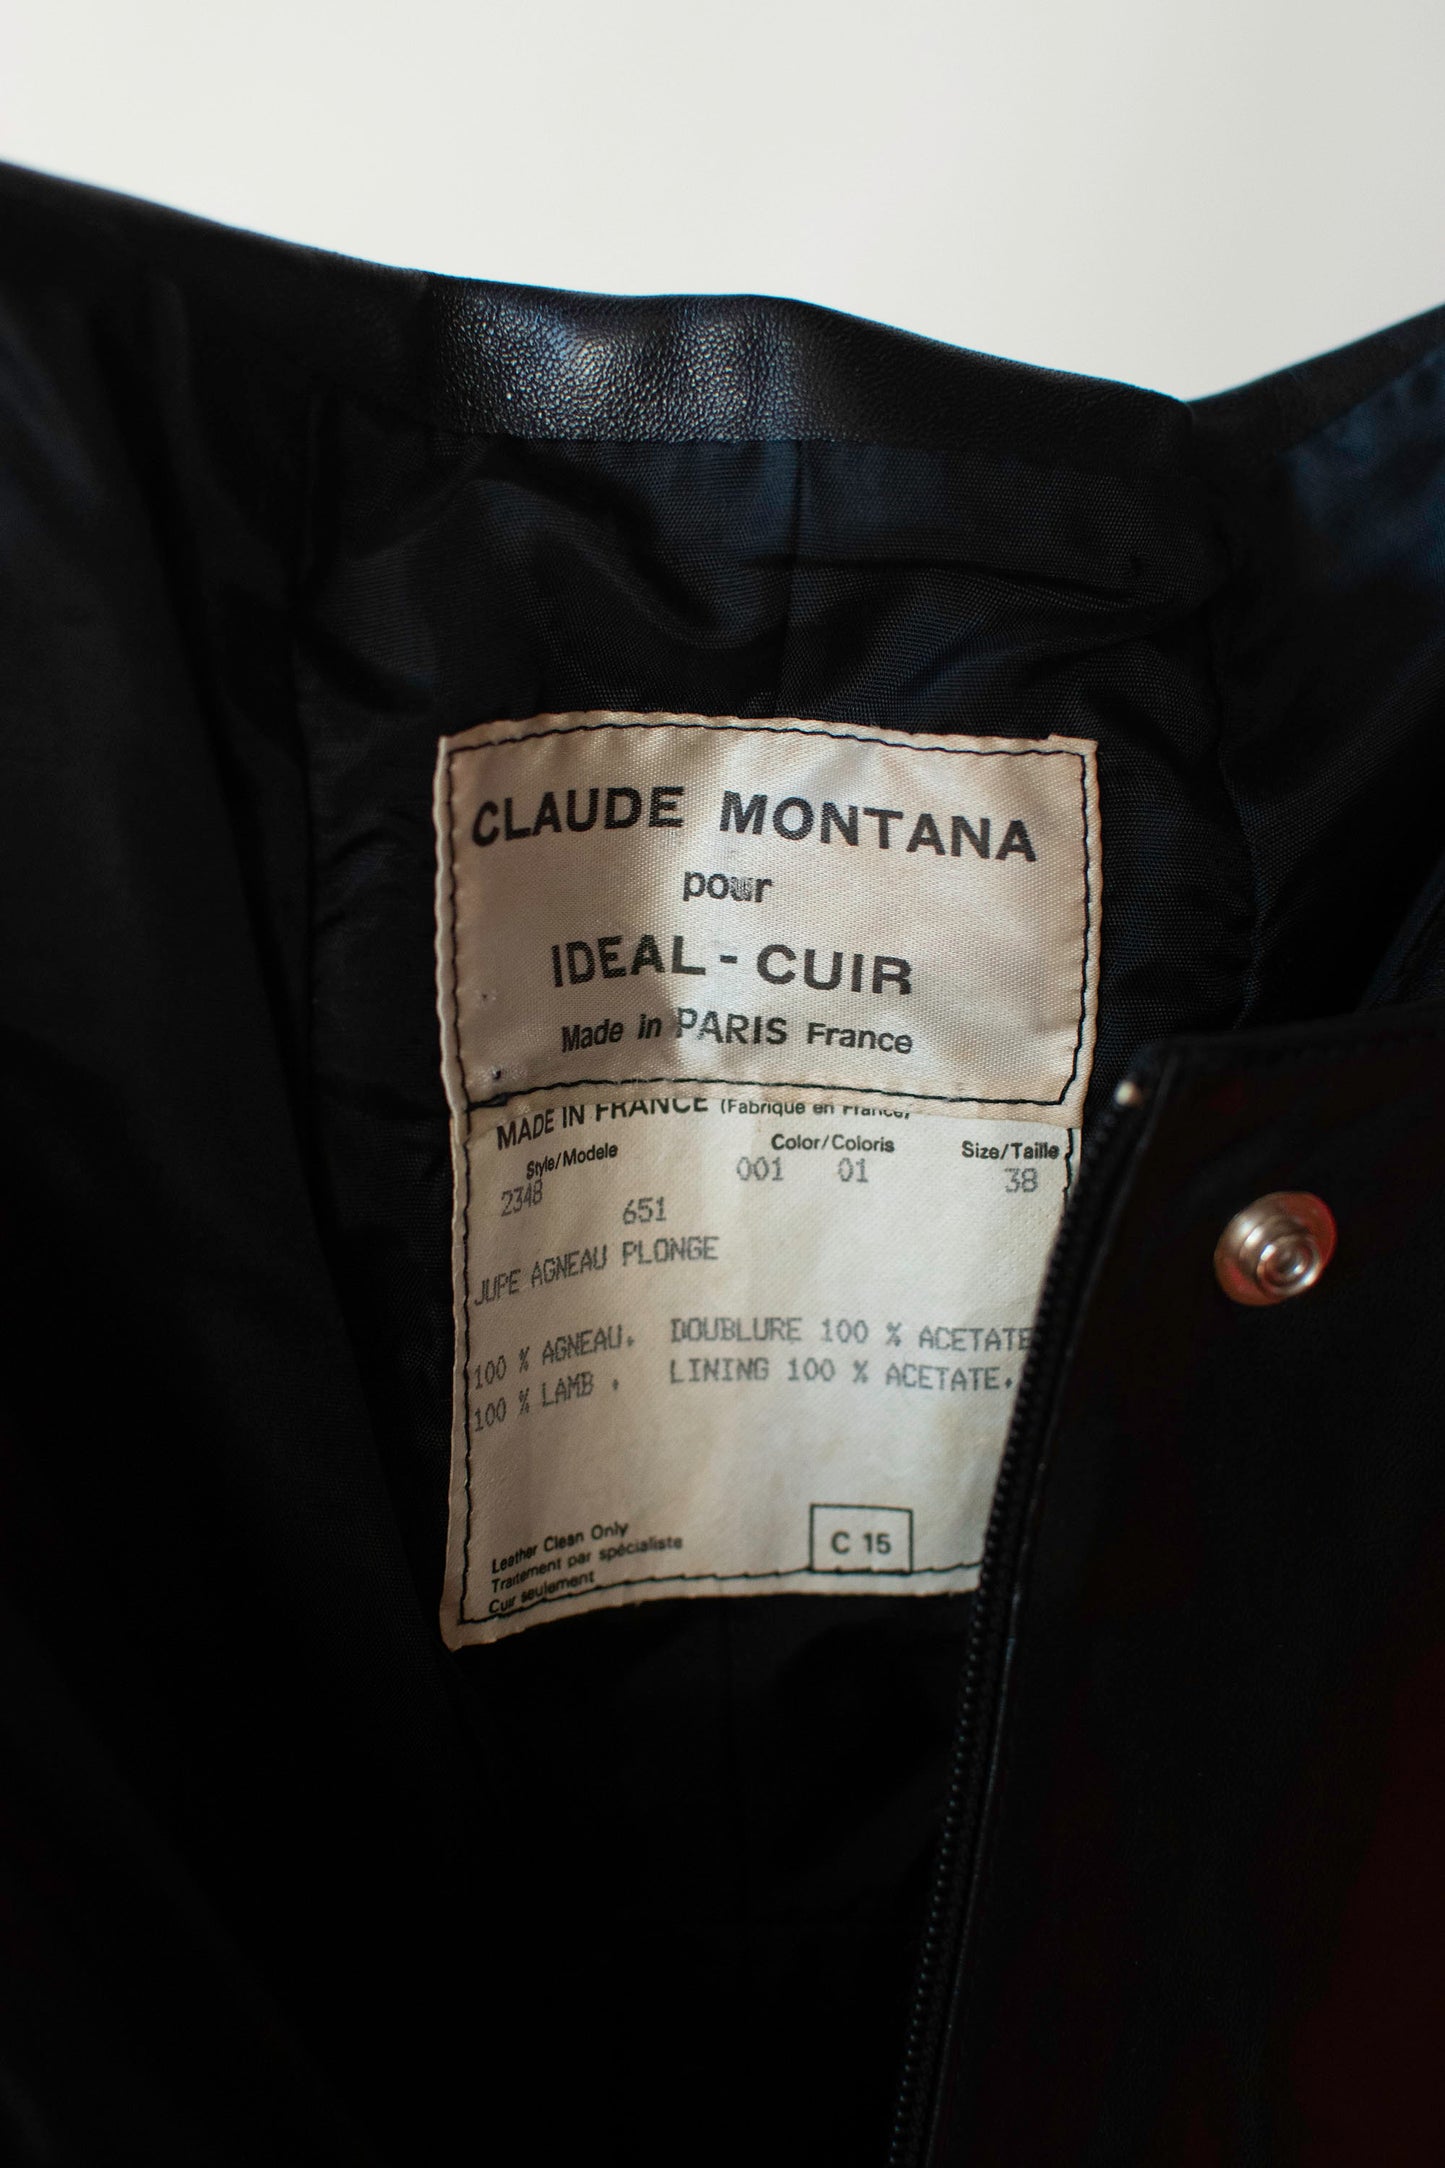 CLAUDE MONTANA
pour
IDEAL - CUIR
Made in PARIS France
MADE IN FRANCE (Fabrique en France)
Style/Modele Color/Coloris Size/Taille
2348 001 01 38
651
JUPE AGNEAU PLONGE
100 % AGNEAU. DOUBLURE 100 % ACETATE
100 % LAMB . LINING 100 % ACETATE.
Leather Clean Only
Traitement par spécialiste
Cuir seulement
C 15